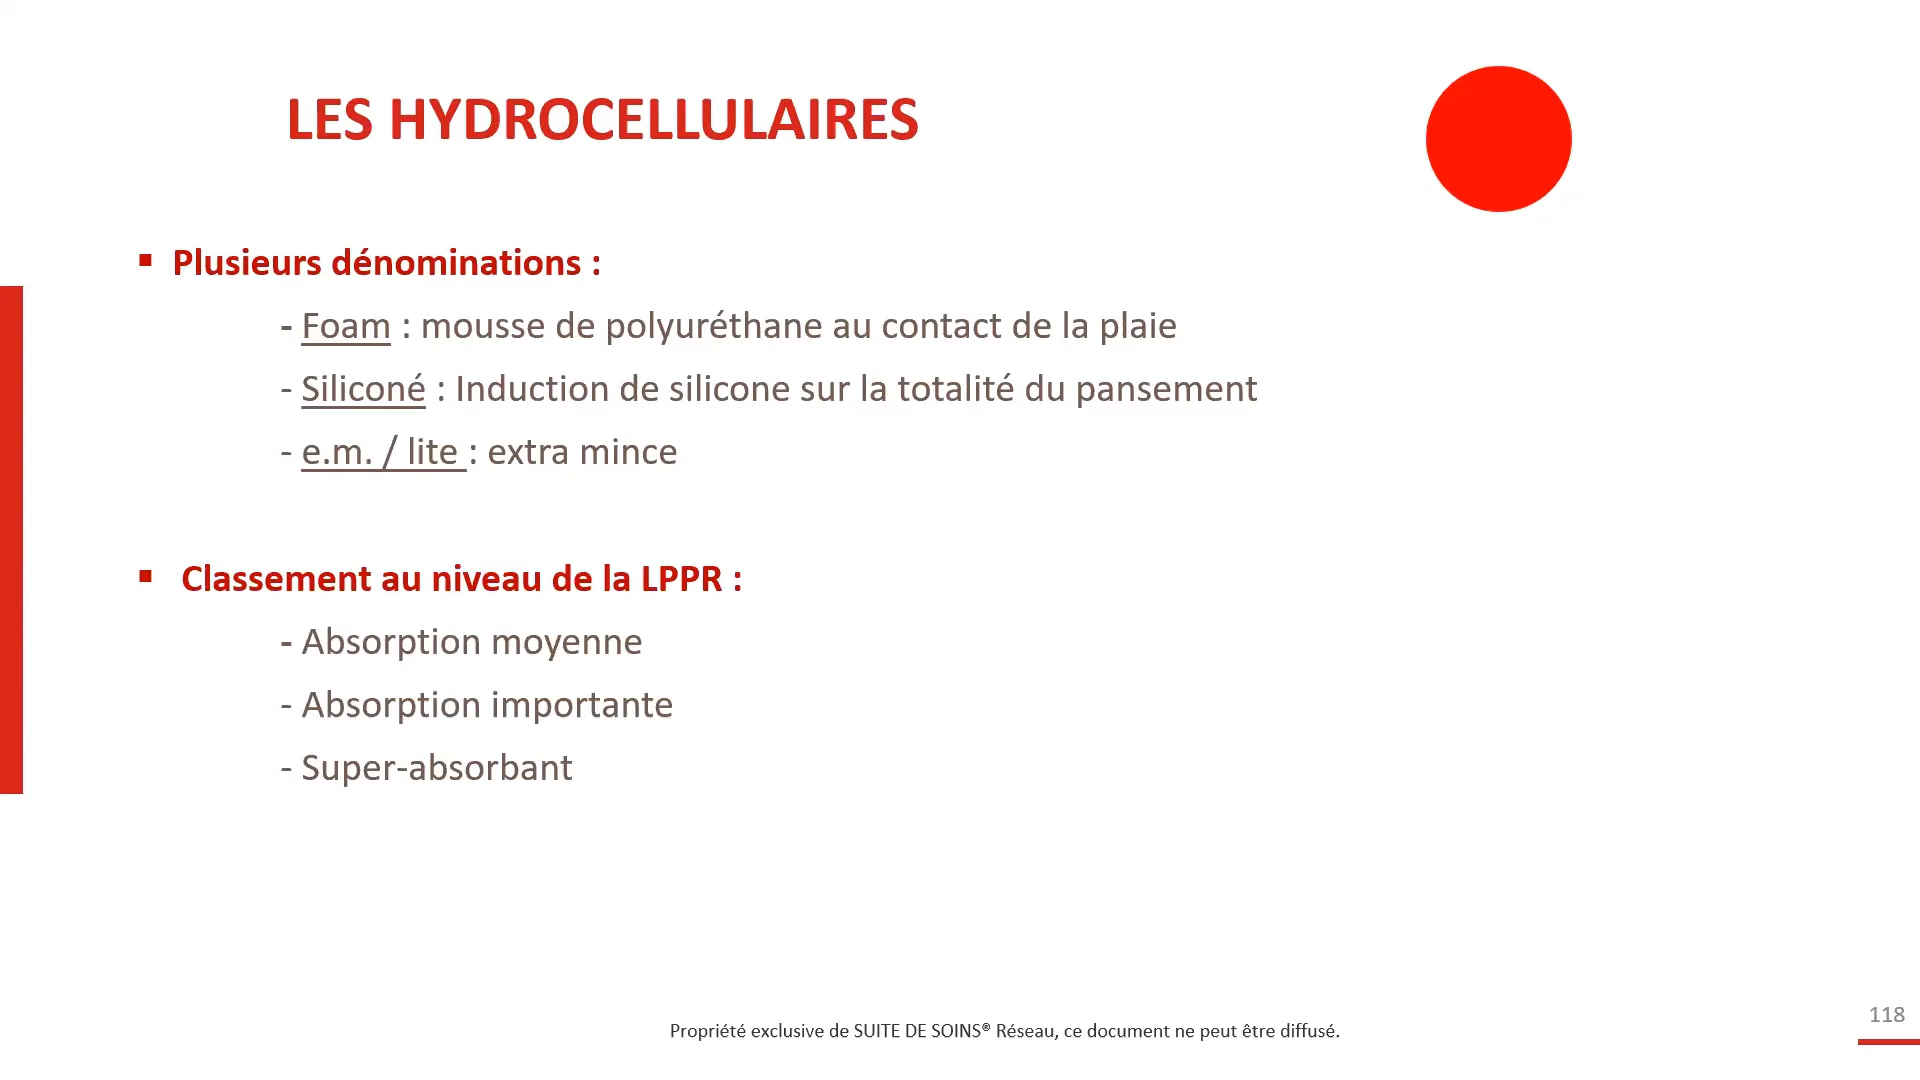 LES HYDROCELLULAIRES
▪ Plusieurs dénominations :
- Foam : mousse de polyuréthane au contact de la plaie
- Siliconé : Induction de silicone sur la totalité du pansement
- e.m. / lite : extra mince
▪ Classement au niveau de la LPPR :
- Absorption moyenne
- Absorption importante
- Super-absorbant
Propriété exclusive de SUITE DE SOINS® Réseau, ce document ne peut être diffusé.
118